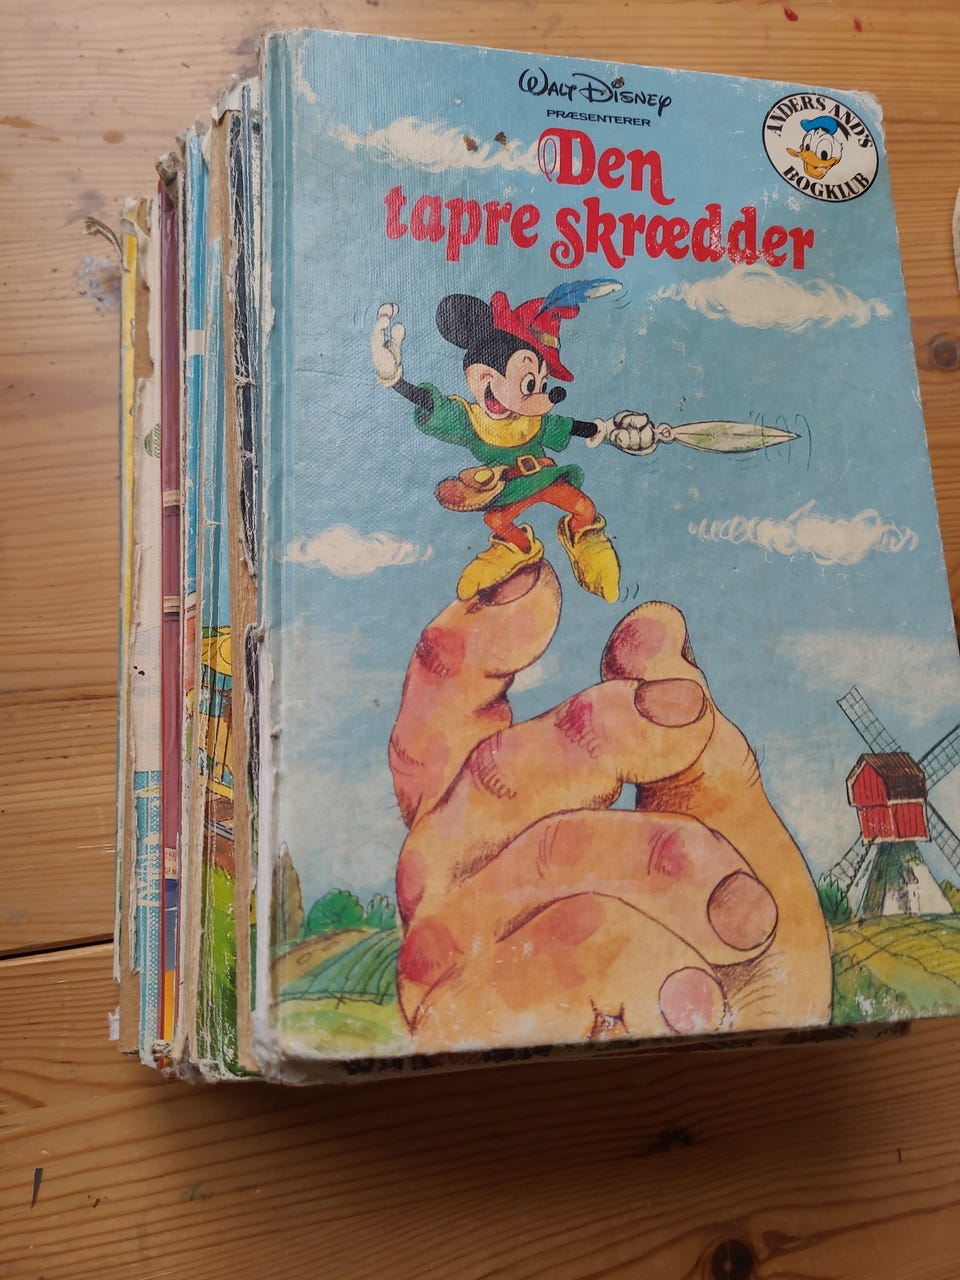 WALT DISNEY
PRÆSENTERER
Den
tapre skrædder
ANDERS AND'S
BOGKLUB